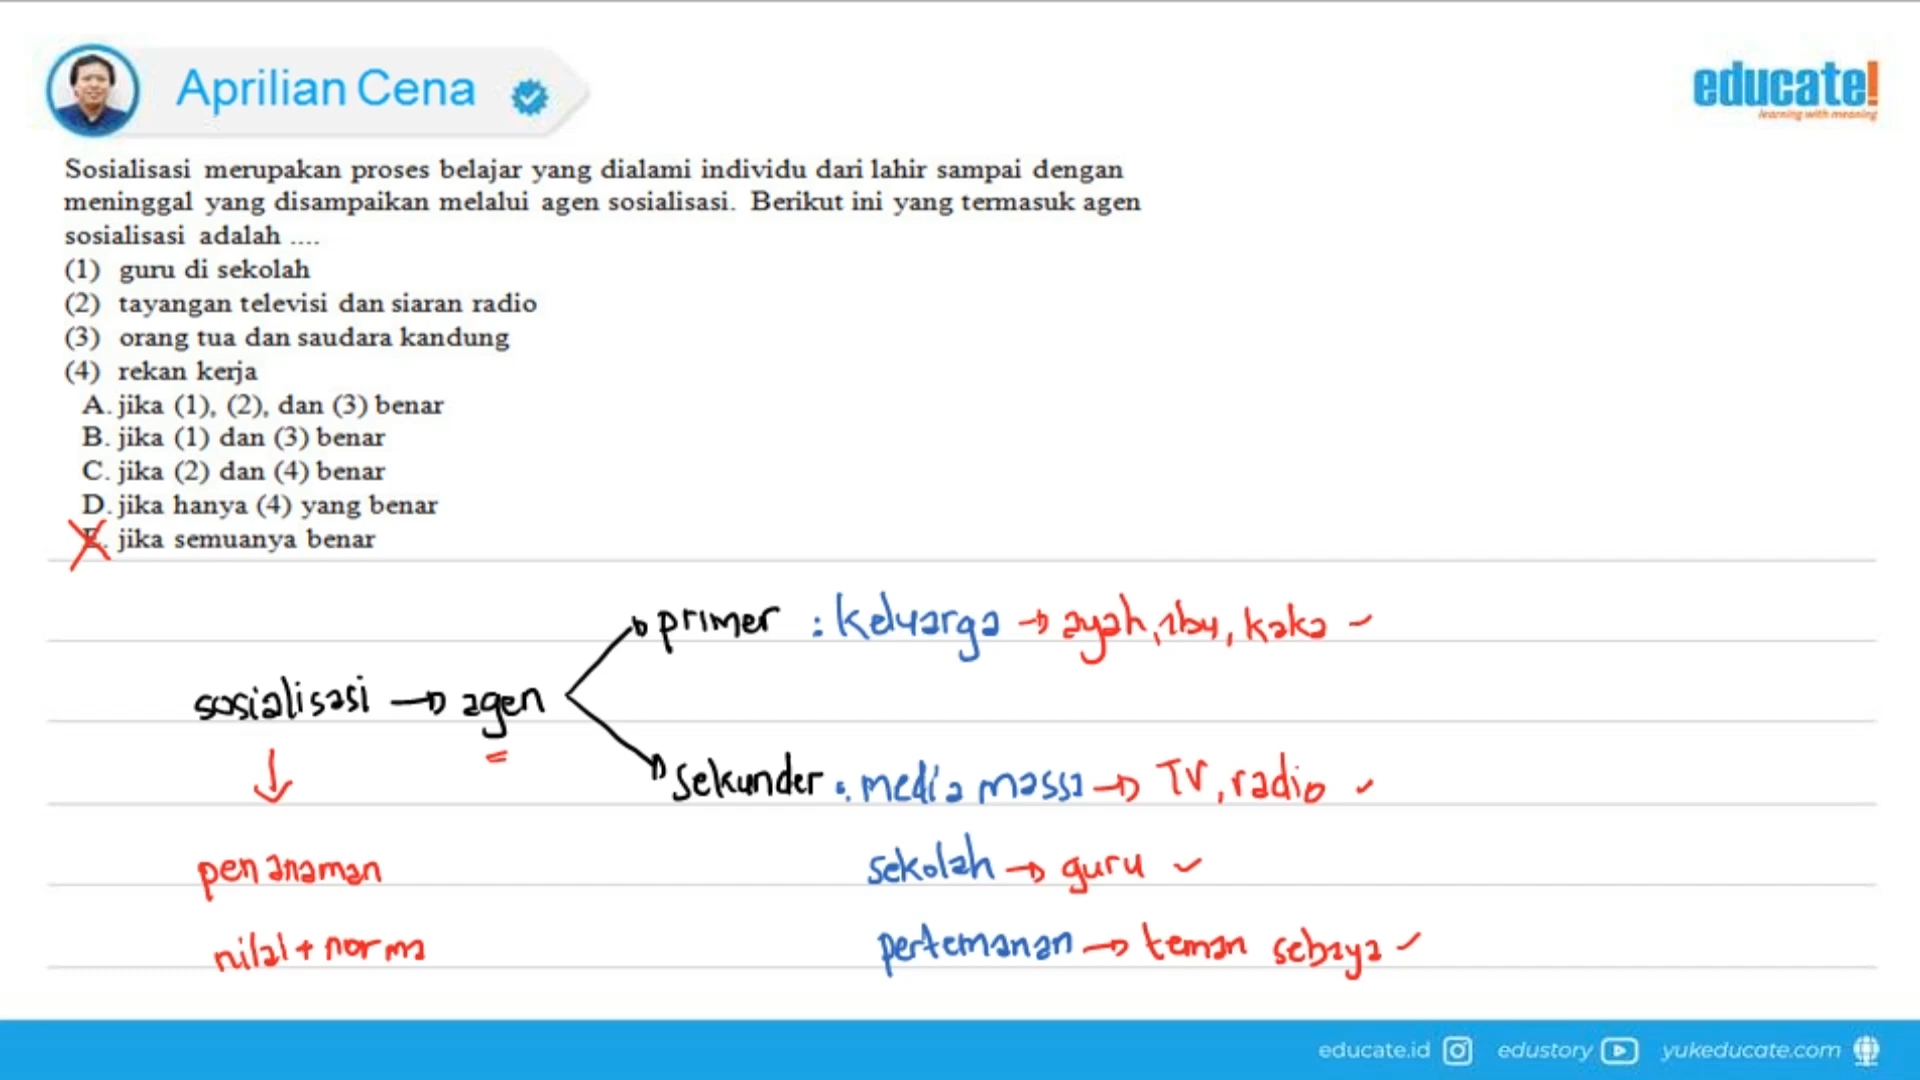 Aprilian Cena
educate!
learning with meaning
Sosialisasi merupakan proses belajar yang dialami individu dari lahir sampai dengan
meninggal yang disampaikan melalui agen sosialisasi. Berikut ini yang termasuk agen
sosialisasi adalah ....
(1) guru di sekolah
(2) tayangan televisi dan siaran radio
(3) orang tua dan saudara kandung
(4) rekan kerja
A. jika (1), (2), dan (3) benar
B. jika (1) dan (3) benar
C. jika (2) dan (4) benar
D. jika hanya (4) yang benar
E. jika semuanya benar
primer : keluarga → ayah, ibu, kaka
sosialisasi → agen
sekunder : media massa → TV, radio
penanaman
sekolah → guru
nilai + norma
pertemanan → teman sebaya
educate.id edustory yukeducate.com